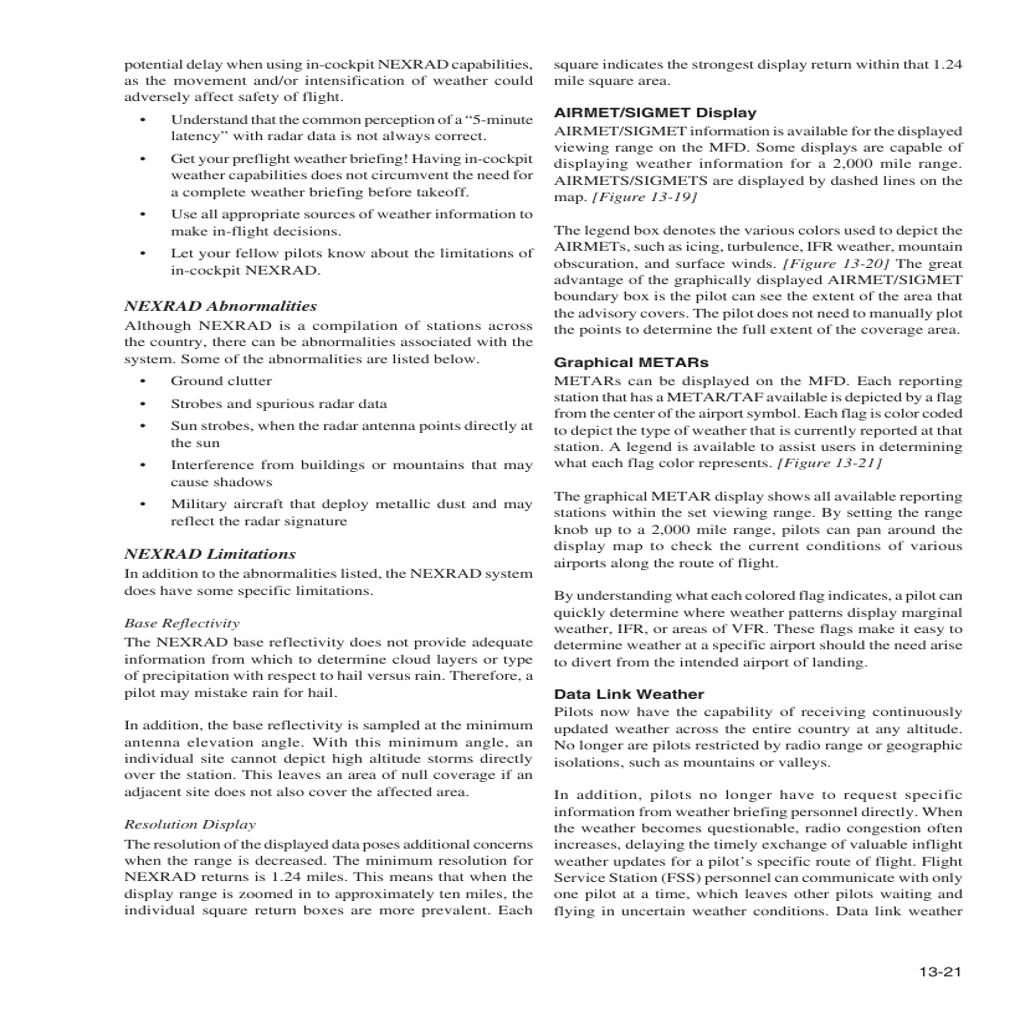 potential delay when using in-cockpit NEXRAD capabilities,
as the movement and/or intensification of weather could
adversely affect safety of flight.
• Understand that the common perception of a “5-minute
latency” with radar data is not always correct.
• Get your preflight weather briefing! Having in-cockpit
weather capabilities does not circumvent the need for
a complete weather briefing before takeoff.
• Use all appropriate sources of weather information to
make in-flight decisions.
• Let your fellow pilots know about the limitations of
in-cockpit NEXRAD.
NEXRAD Abnormalities
Although NEXRAD is a compilation of stations across
the country, there can be abnormalities associated with the
system. Some of the abnormalities are listed below.
• Ground clutter
• Strobes and spurious radar data
• Sun strobes, when the radar antenna points directly at
the sun
• Interference from buildings or mountains that may
cause shadows
• Military aircraft that deploy metallic dust and may
reflect the radar signature
NEXRAD Limitations
In addition to the abnormalities listed, the NEXRAD system
does have some specific limitations.
Base Reflectivity
The NEXRAD base reflectivity does not provide adequate
information from which to determine cloud layers or type
of precipitation with respect to hail versus rain. Therefore, a
pilot may mistake rain for hail.
In addition, the base reflectivity is sampled at the minimum
antenna elevation angle. With this minimum angle, an
individual site cannot depict high altitude storms directly
over the station. This leaves an area of null coverage if an
adjacent site does not also cover the affected area.
Resolution Display
The resolution of the displayed data poses additional concerns
when the range is decreased. The minimum resolution for
NEXRAD returns is 1.24 miles. This means that when the
display range is zoomed in to approximately ten miles, the
individual square return boxes are more prevalent. Each
square indicates the strongest display return within that 1.24
mile square area.
AIRMET/SIGMET Display
AIRMET/SIGMET information is available for the displayed
viewing range on the MFD. Some displays are capable of
displaying weather information for a 2,000 mile range.
AIRMETS/SIGMETS are displayed by dashed lines on the
map. [Figure 13-19]
The legend box denotes the various colors used to depict the
AIRMETs, such as icing, turbulence, IFR weather, mountain
obscuration, and surface winds. [Figure 13-20] The great
advantage of the graphically displayed AIRMET/SIGMET
boundary box is the pilot can see the extent of the area that
the advisory covers. The pilot does not need to manually plot
the points to determine the full extent of the coverage area.
Graphical METARs
METARs can be displayed on the MFD. Each reporting
station that has a METAR/TAF available is depicted by a flag
from the center of the airport symbol. Each flag is color coded
to depict the type of weather that is currently reported at that
station. A legend is available to assist users in determining
what each flag color represents. [Figure 13-21]
The graphical METAR display shows all available reporting
stations within the set viewing range. By setting the range
knob up to a 2,000 mile range, pilots can pan around the
display map to check the current conditions of various
airports along the route of flight.
By understanding what each colored flag indicates, a pilot can
quickly determine where weather patterns display marginal
weather, IFR, or areas of VFR. These flags make it easy to
determine weather at a specific airport should the need arise
to divert from the intended airport of landing.
Data Link Weather
Pilots now have the capability of receiving continuously
updated weather across the entire country at any altitude.
No longer are pilots restricted by radio range or geographic
isolations, such as mountains or valleys.
In addition, pilots no longer have to request specific
information from weather briefing personnel directly. When
the weather becomes questionable, radio congestion often
increases, delaying the timely exchange of valuable inflight
weather updates for a pilot’s specific route of flight. Flight
Service Station (FSS) personnel can communicate with only
one pilot at a time, which leaves other pilots waiting and
flying in uncertain weather conditions. Data link weather
13-21